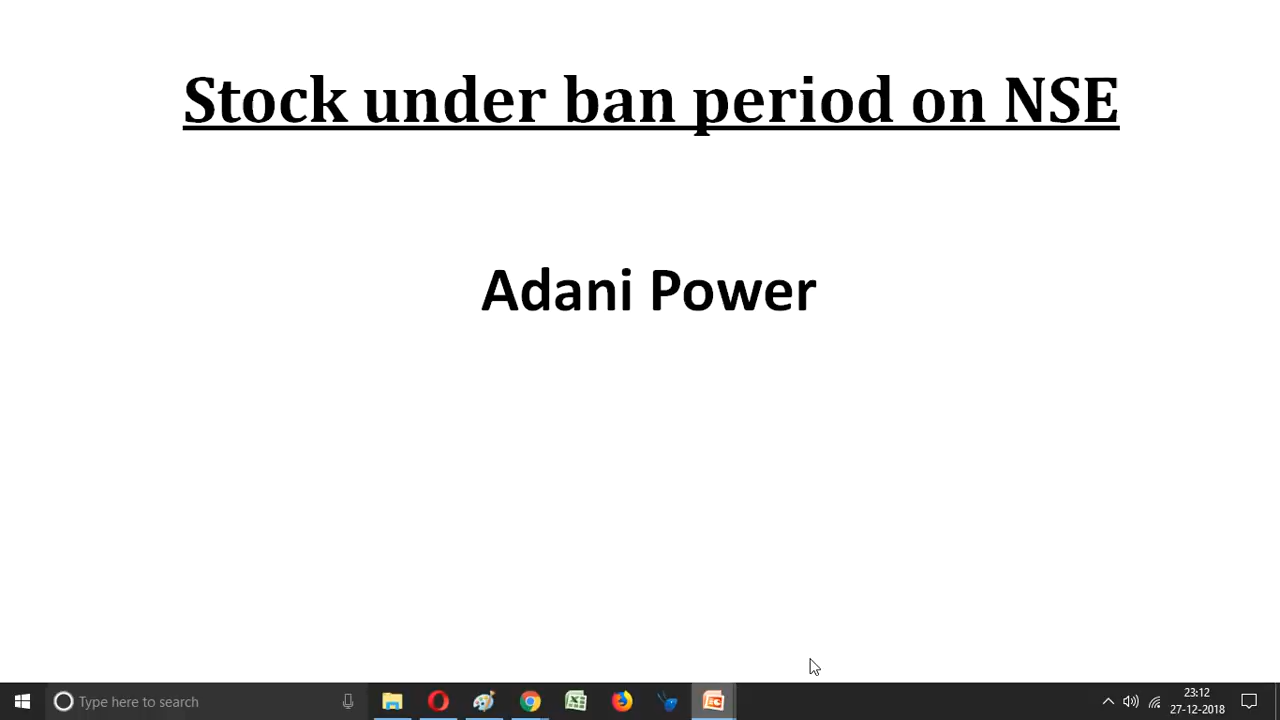 Stock under ban period on NSE
Adani Power
Type here to search
23:12
27-12-2018